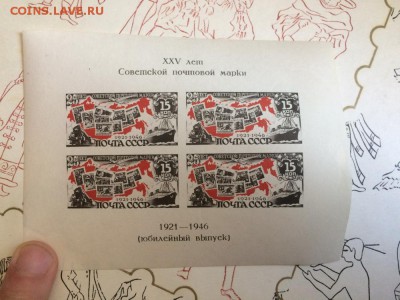 COINS.LAVE.RU
XXV лет
Советской почтовой марки
15
1921-1946
ПОЧТА СССР
15
1921-1946
ПОЧТА СССР
15
1921-1946
ПОЧТА СССР
15
1921-1946
ПОЧТА СССР
1921—1946
(юбилейный выпуск)